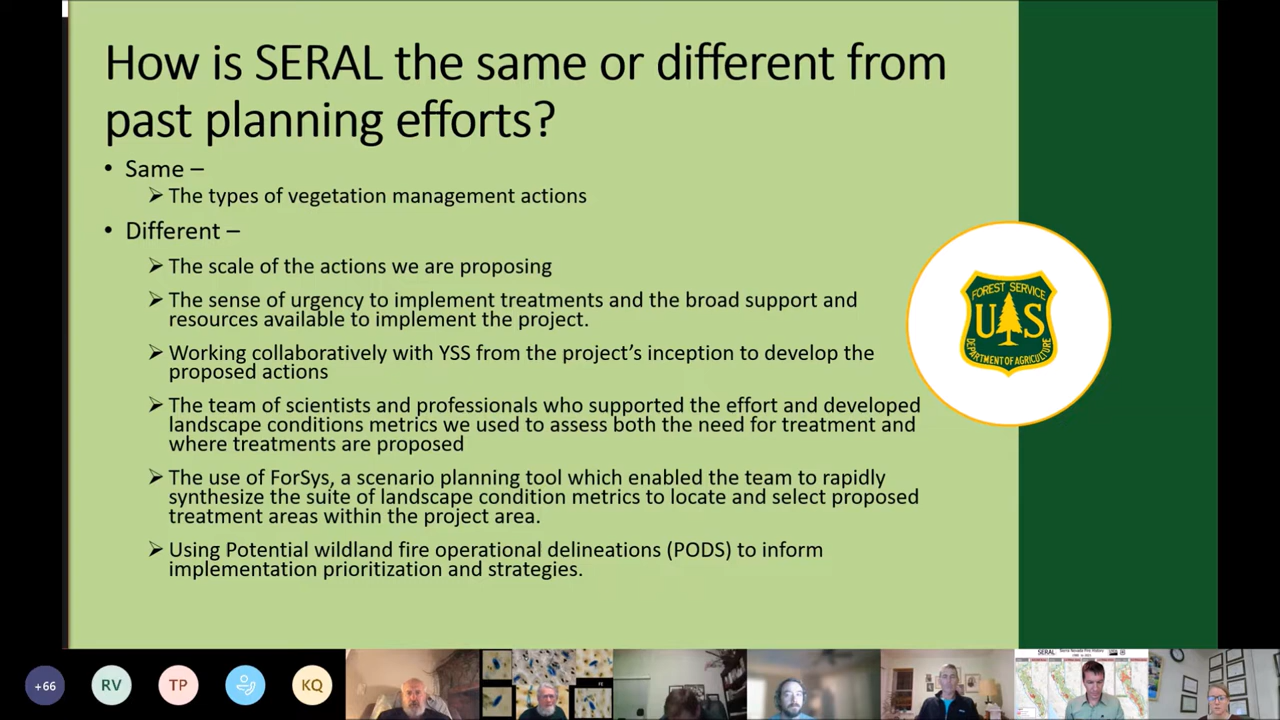 How is SERAL the same or different from
past planning efforts?
• Same –
➢ The types of vegetation management actions
• Different –
➢ The scale of the actions we are proposing
➢ The sense of urgency to implement treatments and the broad support and
resources available to implement the project.
➢ Working collaboratively with YSS from the project's inception to develop the
proposed actions
➢ The team of scientists and professionals who supported the effort and developed
landscape conditions metrics we used to assess both the need for treatment and
where treatments are proposed
➢ The use of ForSys, a scenario planning tool which enabled the team to rapidly
synthesize the suite of landscape condition metrics to locate and select proposed
treatment areas within the project area.
➢ Using Potential wildland fire operational delineations (PODS) to inform
implementation prioritization and strategies.
FOREST SERVICE
U S
DEPARTMENT OF AGRICULTURE
+66
RV
TP
KQ
SERAL
Sierra Nevada Fire History